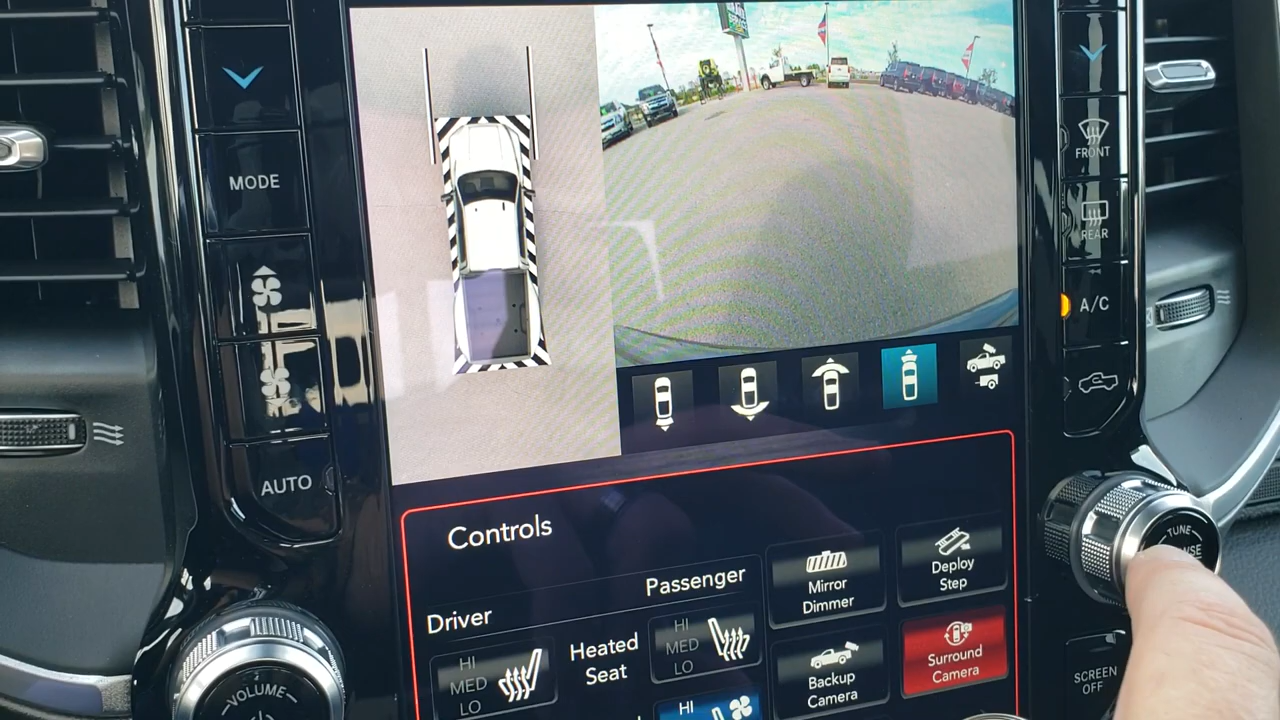 MODE
AUTO
VOLUME
FRONT
REAR
A/C
TUNE
SCREEN
OFF
Controls
Driver
Passenger
HI
MED
LO
Heated
Seat
HI
MED
LO
HI
Mirror
Dimmer
Deploy
Step
Backup
Camera
Surround
Camera